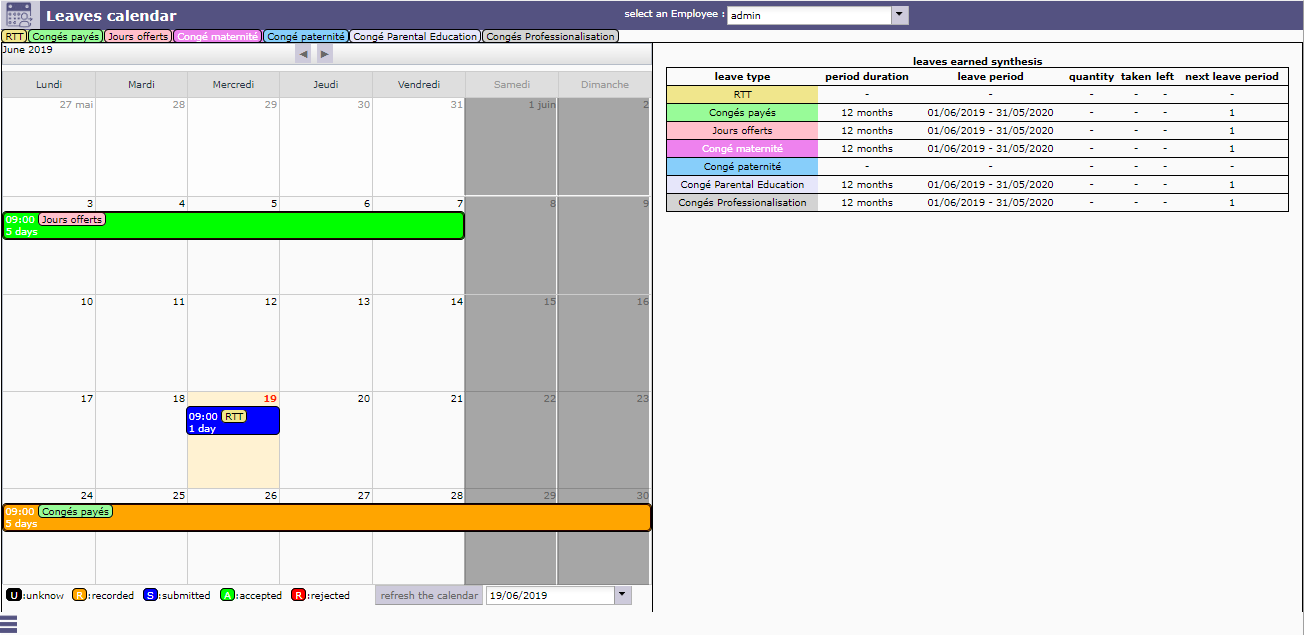 Leaves calendar
select an Employee : admin
RTT Congés payés Jours offerts Congé maternité Congé paternité Congé Parental Education Congés Professionalisation
June 2019
Lundi Mardi Mercredi Jeudi Vendredi Samedi Dimanche
27 mai 28 29 30 31 1 juin 2
3 4 5 6 7 8 9
09:00 Jours offerts
5 days
10 11 12 13 14 15 16
17 18 19 20 21 22 23
09:00 RTT
1 day
24 25 26 27 28 29 30
09:00 Congés payés
5 days
U :unknow R :recorded S :submitted A :accepted R :rejected
refresh the calendar 19/06/2019
leaves earned synthesis
leave type period duration leave period quantity taken left next leave period
RTT - - - - - -
Congés payés 12 months 01/06/2019 - 31/05/2020 - - - 1
Jours offerts 12 months 01/06/2019 - 31/05/2020 - - - 1
Congé maternité 12 months 01/06/2019 - 31/05/2020 - - - 1
Congé paternité - - - - - -
Congé Parental Education 12 months 01/06/2019 - 31/05/2020 - - - 1
Congés Professionalisation 12 months 01/06/2019 - 31/05/2020 - - - 1